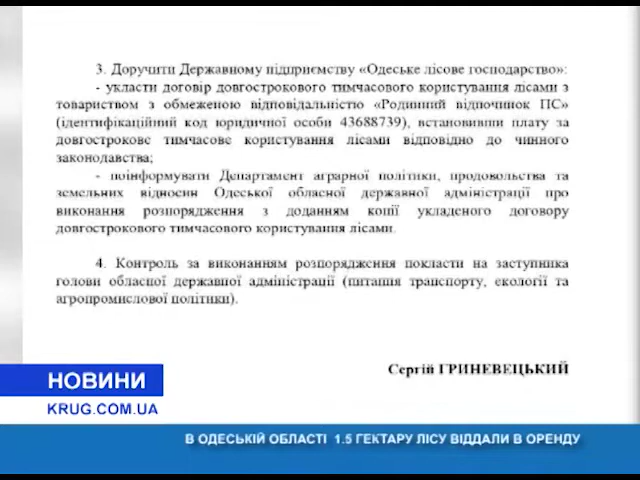 3. Доручити Державному підприємству «Одеське лісове господарство»:
- укласти договір довгострокового тимчасового користування лісами з
товариством з обмеженою відповідальністю «Родинний відпочинок ПС»
(ідентифікаційний код юридичної особи 43688739), встановивши плату за
довгострокове тимчасове користування лісами відповідно до чинного
законодавства;
- поінформувати Департамент аграрної політики, продовольства та
земельних відносин Одеської обласної державної адміністрації про
виконання розпорядження з доданням копії укладеного договору
довгострокового тимчасового користування лісами.
4. Контроль за виконанням розпорядження покласти на заступника
голови обласної державної адміністрації (питання транспорту, екології та
агропромислової політики).
Сергій ГРИНЕВЕЦЬКИЙ
НОВИНИ
KRUG.COM.UA
В ОДЕСЬКІЙ ОБЛАСТІ 1.5 ГЕКТАРУ ЛІСУ ВІДДАЛИ В ОРЕНДУ